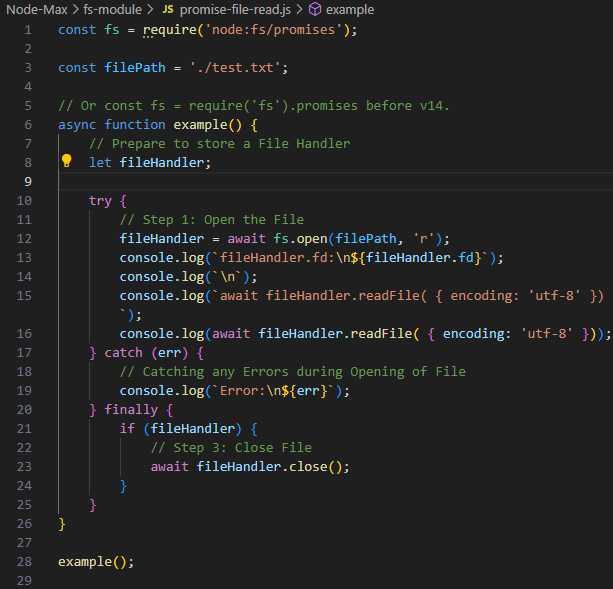 Node-Max > fs-module > JS promise-file-read.js > example
1 const fs = require('node:fs/promises');
2
3 const filePath = './test.txt';
4
5 // Or const fs = require('fs').promises before v14.
6 async function example() {
7 // Prepare to store a File Handler
8 let fileHandler;
9
10 try {
11 // Step 1: Open the File
12 fileHandler = await fs.open(filePath, 'r');
13 console.log(`fileHandler.fd:\n${fileHandler.fd}`);
14 console.log(`\n`);
15 console.log(`await fileHandler.readFile( { encoding: 'utf-8' })
`);
16 console.log(await fileHandler.readFile( { encoding: 'utf-8' }));
17 } catch (err) {
18 // Catching any Errors during Opening of File
19 console.log(`Error:\n${err}`);
20 } finally {
21 if (fileHandler) {
22 // Step 3: Close File
23 await fileHandler.close();
24 }
25 }
26 }
27
28 example();
29